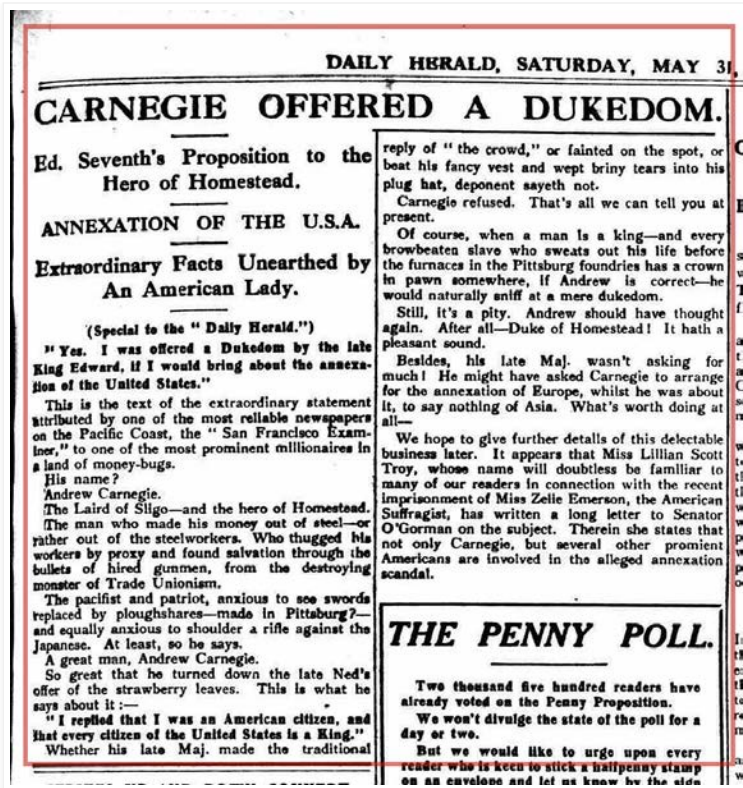 DAILY HERALD, SATURDAY, MAY 31,
CARNEGIE OFFERED A DUKEDOM.
Ed. Seventh's Proposition to the
Hero of Homestead.
ANNEXATION OF THE U.S.A.
Extraordinary Facts Unearthed by
An American Lady.
(Special to the "Daily Herald.")
"Yes. I was offered a Dukedom by the late
King Edward, if I would bring about the annexa-
tion of the United States."
This is the text of the extraordinary statement
attributed by one of the most reliable newspapers
on the Pacific Coast, the "San Francisco Exam-
iner," to one of the most prominent millionaires in
a land of money-bugs.
His name?
Andrew Carnegie.
The Laird of Sligo—and the hero of Homestead.
The man who made his money out of steel—or
rather out of the steelworkers. Who thugged his
workers by proxy and found salvation through the
bullets of hired gunmen, from the destroying
monster of Trade Unionism.
The pacifist and patriot, anxious to see swords
replaced by ploughshares—made in Pittsburg?—
and equally anxious to shoulder a rifle against the
Japanese. At least, so he says.
A great man, Andrew Carnegie.
So great that he turned down the late Ned's
offer of the strawberry leaves. This is what he
says about it:—
"I replied that I was an American citizen, and
that every citizen of the United States is a King."
Whether his late Maj. made the traditional
reply of "the crowd," or fainted on the spot, or
beat his fancy vest and wept briny tears into his
plug hat, deponent sayeth not.
Carnegie refused. That's all we can tell you at
present.
Of course, when a man is a king—and every
browbeaten slave who sweats out his life before
the furnaces in the Pittsburg foundries has a crown
in pawn somewhere, if Andrew is correct—he
would naturally sniff at a mere dukedom.
Still, it's a pity. Andrew should have thought
again. After all—Duke of Homestead! It hath a
pleasant sound.
Besides, his late Maj. wasn't asking for
much! He might have asked Carnegie to arrange
for the annexation of Europe, whilst he was about
it, to say nothing of Asia. What's worth doing at
all—
We hope to give further details of this delectable
business later. It appears that Miss Lillian Scott
Troy, whose name will doubtless be familiar to
many of our readers in connection with the recent
imprisonment of Miss Zelie Emerson, the American
Suffragist, has written a long letter to Senator
O'Gorman on the subject. Therein she states that
not only Carnegie, but several other promient
Americans are involved in the alleged annexation
scandal.
THE PENNY POLL.
Two thousand five hundred readers have
already voted on the Penny Proposition.
We won't divulge the state of the poll for a
day or two.
But we would like to urge upon every
reader who is keen to stick a halfpenny stamp
on an envelope and let us know by the sign